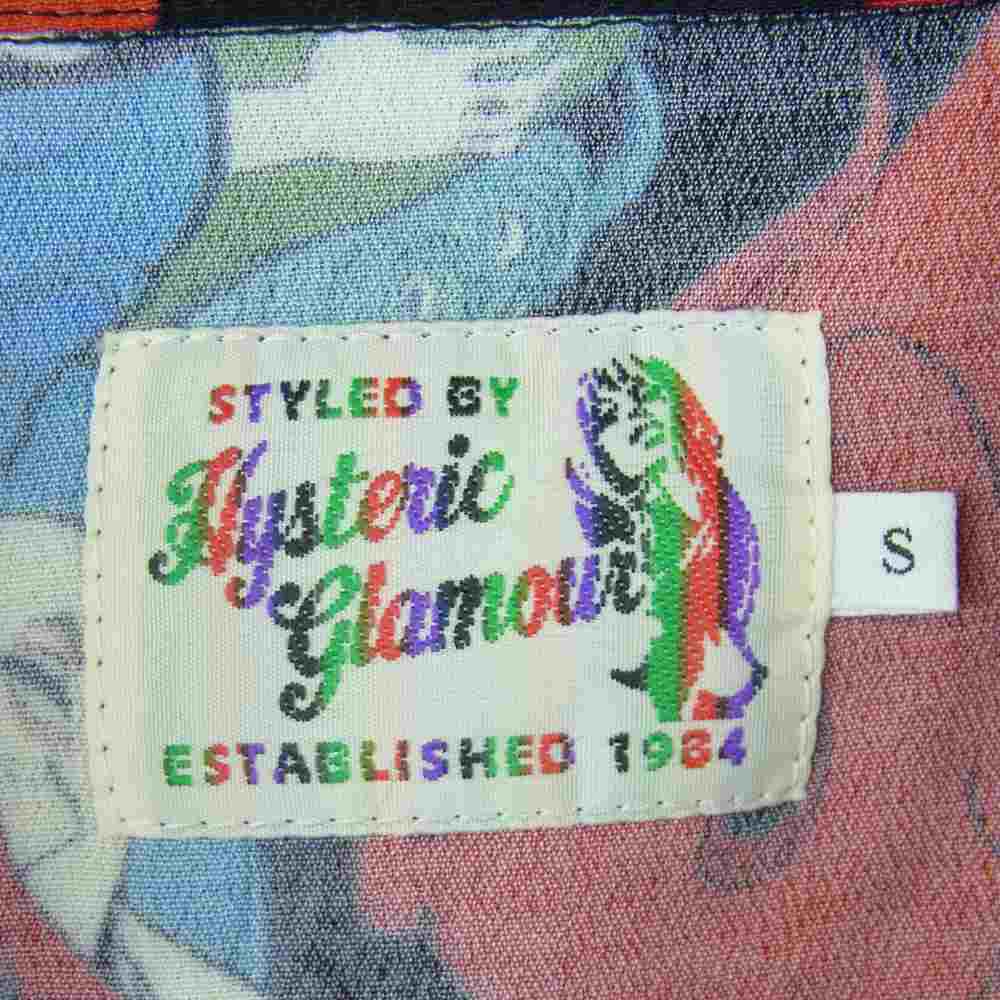 STYLED BY
Hysteric
Glamour
ESTABLISHED 1984
S